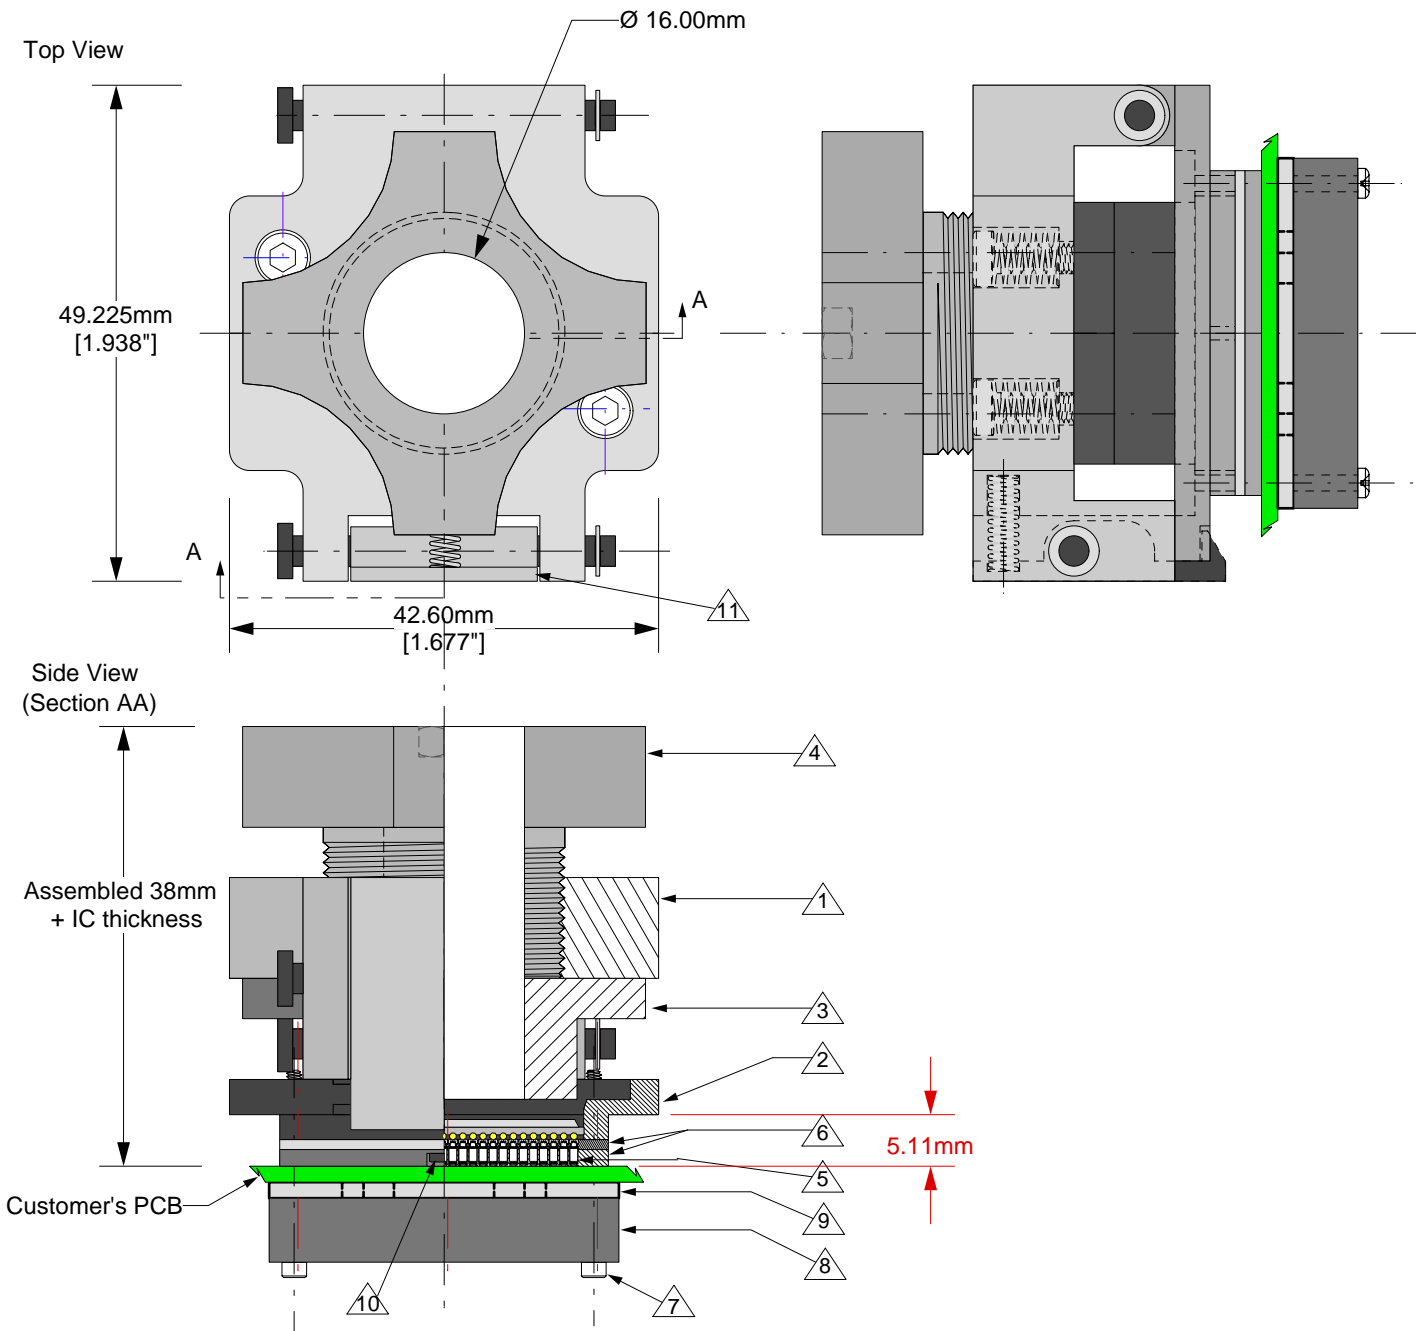 Ø 16.00mm
Top View
A
49.225mm
[1.938"]
A
11
42.60mm
[1.677"]
Side View
(Section AA)
4
Assembled 38mm
+ IC thickness
1
3
2
6
5.11mm
5
Customer's PCB
9
8
10
7